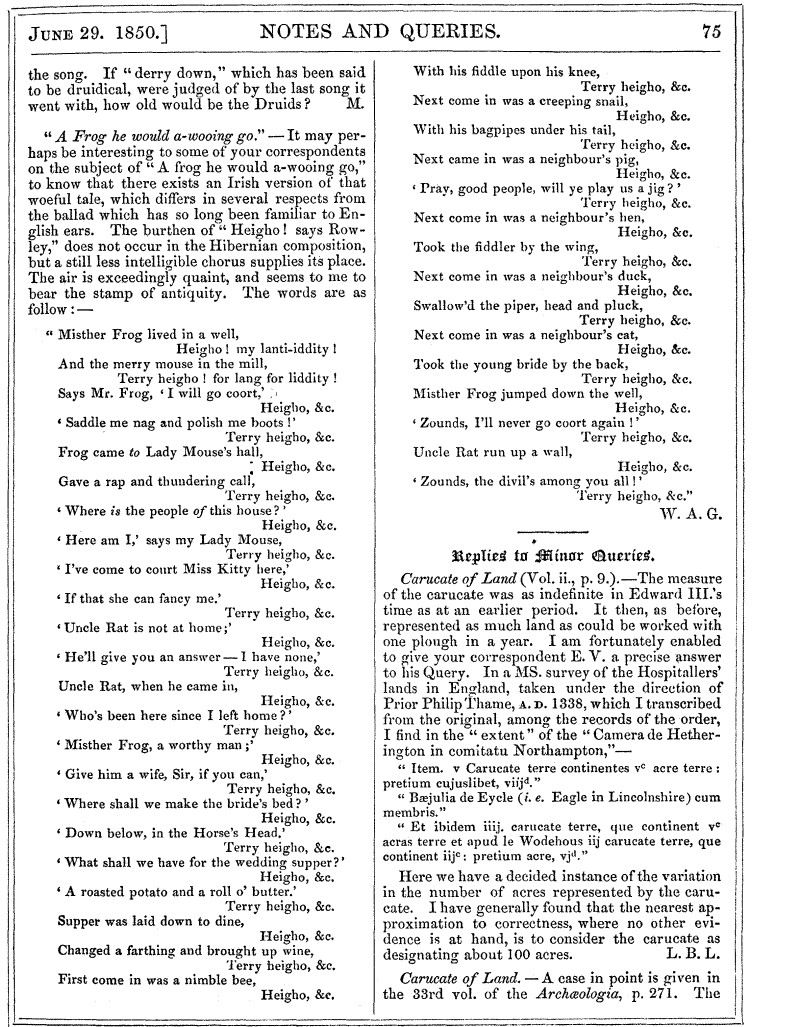 JUNE 29. 1850.] NOTES AND QUERIES. 75
the song. If "derry down," which has been said
to be druidical, were judged of by the last song it
went with, how old would be the Druids? M.
"A Frog he would a-wooing go."—It may per-
haps be interesting to some of your correspondents
on the subject of "A frog he would a-wooing go,"
to know that there exists an Irish version of that
woeful tale, which differs in several respects from
the ballad which has so long been familiar to En-
glish ears. The burthen of "Heigho! says Row-
ley," does not occur in the Hibernian composition,
but a still less intelligible chorus supplies its place.
The air is exceedingly quaint, and seems to me to
bear the stamp of antiquity. The words are as
follow:—
"Misther Frog lived in a well,
Heigho! my lanti-iddity!
And the merry mouse in the mill,
Terry heigho! for lang for liddity!
Says Mr. Frog, 'I will go coort,'
Heigho, &c.
'Saddle me nag and polish me boots!'
Terry heigho, &c.
Frog came to Lady Mouse's hall,
Heigho, &c.
Gave a rap and thundering call,
Terry heigho, &c.
'Where is the people of this house?'
Heigho, &c.
'Here am I,' says my Lady Mouse,
Terry heigho, &c.
'I've come to court Miss Kitty here,'
Heigho, &c.
'If that she can fancy me.'
Terry heigho, &c.
'Uncle Rat is not at home;'
Heigho, &c.
'He'll give you an answer—I have none,'
Terry heigho, &c.
Uncle Rat, when he came in,
Heigho, &c.
'Who's been here since I left home?'
Terry heigho, &c.
'Misther Frog, a worthy man;'
Heigho, &c.
'Give him a wife, Sir, if you can,'
Terry heigho, &c.
'Where shall we make the bride's bed?'
Heigho, &c.
'Down below, in the Horse's Head.'
Terry heigho, &c.
'What shall we have for the wedding supper?'
Heigho, &c.
'A roasted potato and a roll o' butter.'
Terry heigho, &c.
Supper was laid down to dine,
Heigho, &c.
Changed a farthing and brought up wine,
Terry heigho, &c.
First come in was a nimble bee,
Heigho, &c.
With his fiddle upon his knee,
Terry heigho, &c.
Next come in was a creeping snail,
Heigho, &c.
With his bagpipes under his tail,
Terry heigho, &c.
Next came in was a neighbour's pig,
Heigho, &c.
'Pray, good people, will ye play us a jig?'
Terry heigho, &c.
Next come in was a neighbour's hen,
Heigho, &c.
Took the fiddler by the wing,
Terry heigho, &c.
Next come in was a neighbour's duck,
Heigho, &c.
Swallow'd the piper, head and pluck,
Terry heigho, &c.
Next come in was a neighbour's cat,
Heigho, &c.
Took the young bride by the back,
Terry heigho, &c.
Misther Frog jumped down the well,
Heigho, &c.
'Zounds, I'll never go coort again!'
Terry heigho, &c.
Uncle Rat run up a wall,
Heigho, &c.
'Zounds, the divil's among you all!'
Terry heigho, &c."
W. A. G.
Replies to Minor Queries.
Carucate of Land (Vol. ii., p. 9.).—The measure
of the carucate was as indefinite in Edward III.'s
time as at an earlier period. It then, as before,
represented as much land as could be worked with
one plough in a year. I am fortunately enabled
to give your correspondent E. V. a precise answer
to his Query. In a MS. survey of the Hospitallers'
lands in England, taken under the direction of
Prior Philip Thame, A.D. 1338, which I transcribed
from the original, among the records of the order,
I find in the "extent" of the "Camera de Hether-
ington in comitatu Northampton,"—
"Item. v Carucate terre continentes vᶜ acre terre:
pretium cujuslibet, viijᵈ."
"Bæjulia de Eycle (i. e. Eagle in Lincolnshire) cum
membris."
"Et ibidem iiij. carucate terre, que continent vᶜ
acras terre et apud le Wodehous iij carucate terre, que
continent iijᶜ: pretium acre, vjᵈ."
Here we have a decided instance of the variation
in the number of acres represented by the caru-
cate. I have generally found that the nearest ap-
proximation to correctness, where no other evi-
dence is at hand, is to consider the carucate as
designating about 100 acres. L. B. L.
Carucate of Land.—A case in point is given in
the 33rd vol. of the Archæologia, p. 271. The